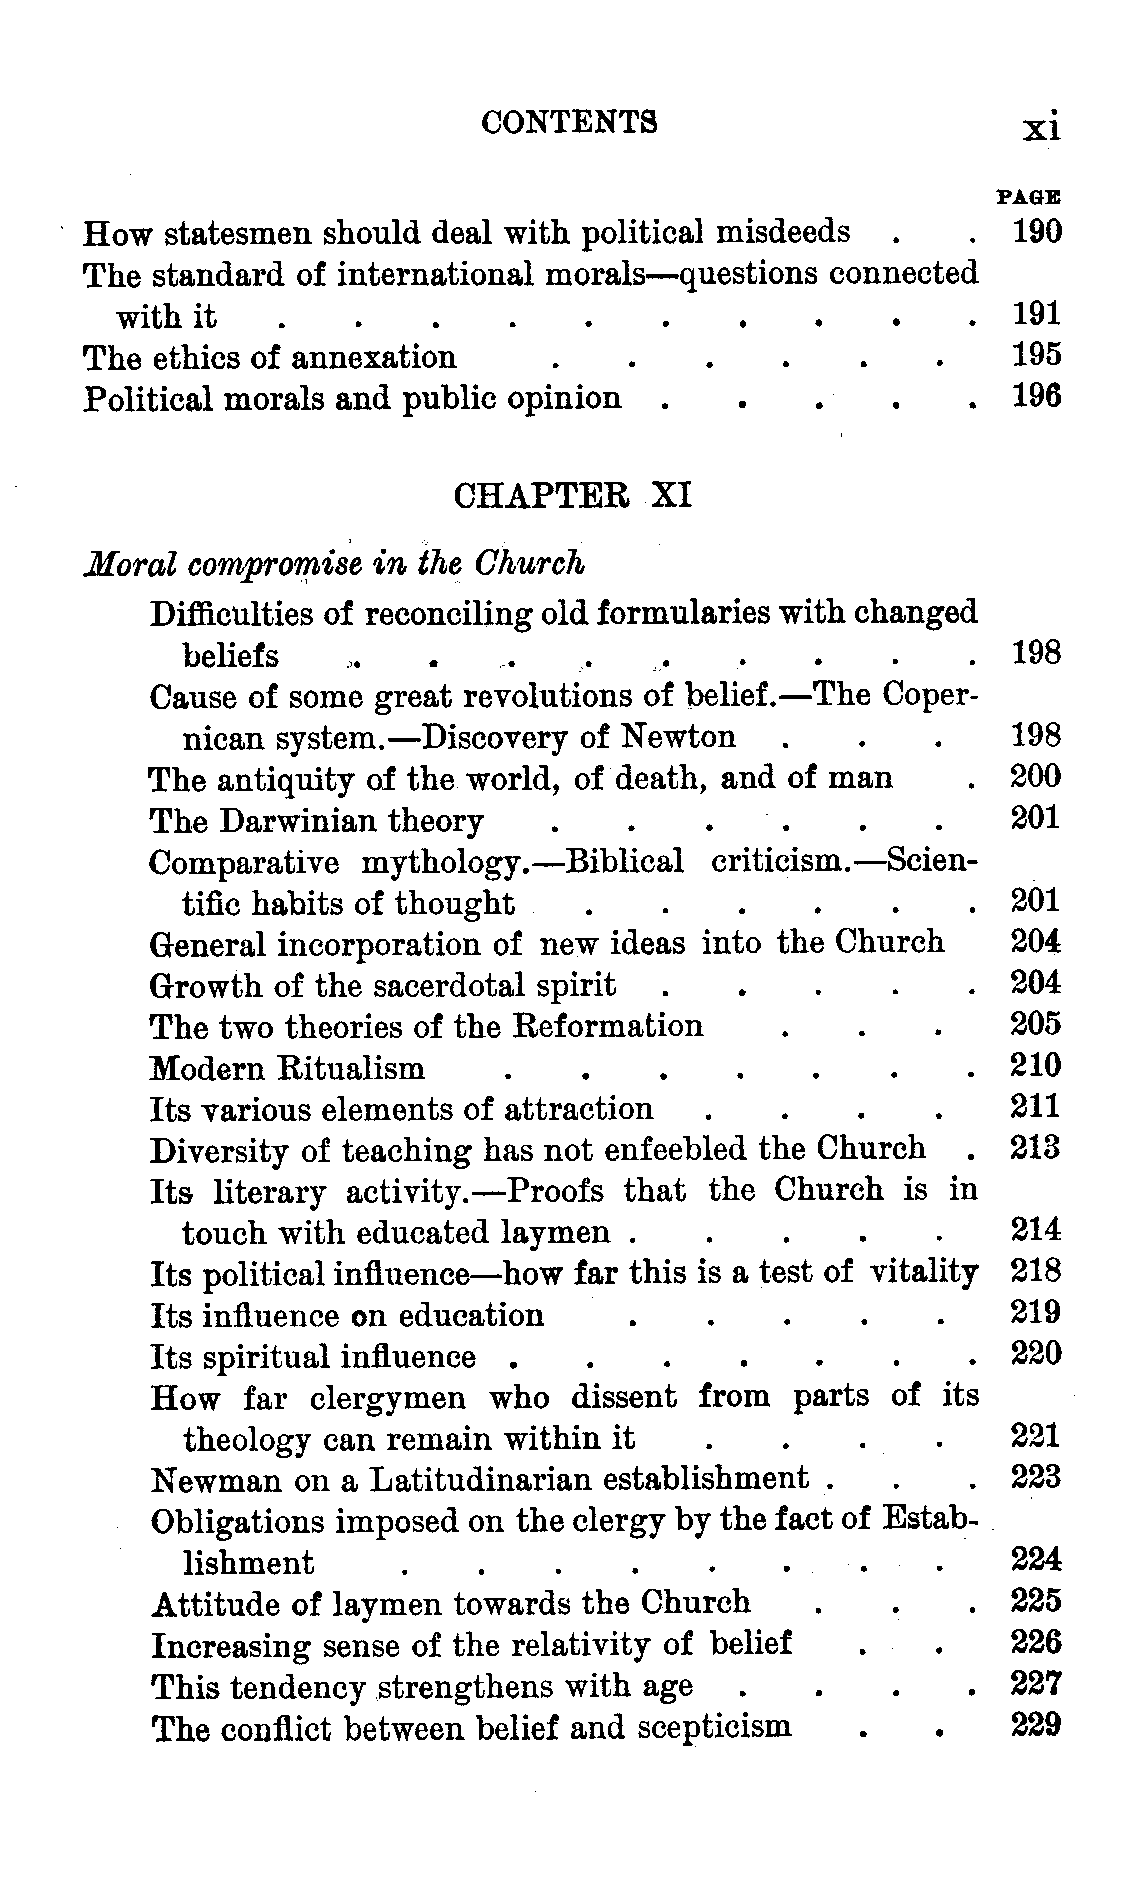 CONTENTS xi
PAGE
How statesmen should deal with political misdeeds . . 190
The standard of international morals—questions connected
with it . . . . . . . . . . 191
The ethics of annexation . . . . . . 195
Political morals and public opinion . . . . . 196
CHAPTER XI
Moral compromise in the Church
Difficulties of reconciling old formularies with changed
beliefs . . . . . . . . . 198
Cause of some great revolutions of belief.—The Coper-
nican system.—Discovery of Newton . . . 198
The antiquity of the world, of death, and of man . 200
The Darwinian theory . . . . . . 201
Comparative mythology.—Biblical criticism.—Scien-
tific habits of thought . . . . . . 201
General incorporation of new ideas into the Church 204
Growth of the sacerdotal spirit . . . . . 204
The two theories of the Reformation . . . 205
Modern Ritualism . . . . . . . 210
Its various elements of attraction . . . . 211
Diversity of teaching has not enfeebled the Church . 213
Its literary activity.—Proofs that the Church is in
touch with educated laymen . . . . . 214
Its political influence—how far this is a test of vitality 218
Its influence on education . . . . . 219
Its spiritual influence . . . . . . . 220
How far clergymen who dissent from parts of its
theology can remain within it . . . . 221
Newman on a Latitudinarian establishment . . . 223
Obligations imposed on the clergy by the fact of Estab-
lishment . . . . . . . . 224
Attitude of laymen towards the Church . . . 225
Increasing sense of the relativity of belief . . 226
This tendency strengthens with age . . . . 227
The conflict between belief and scepticism . . 229